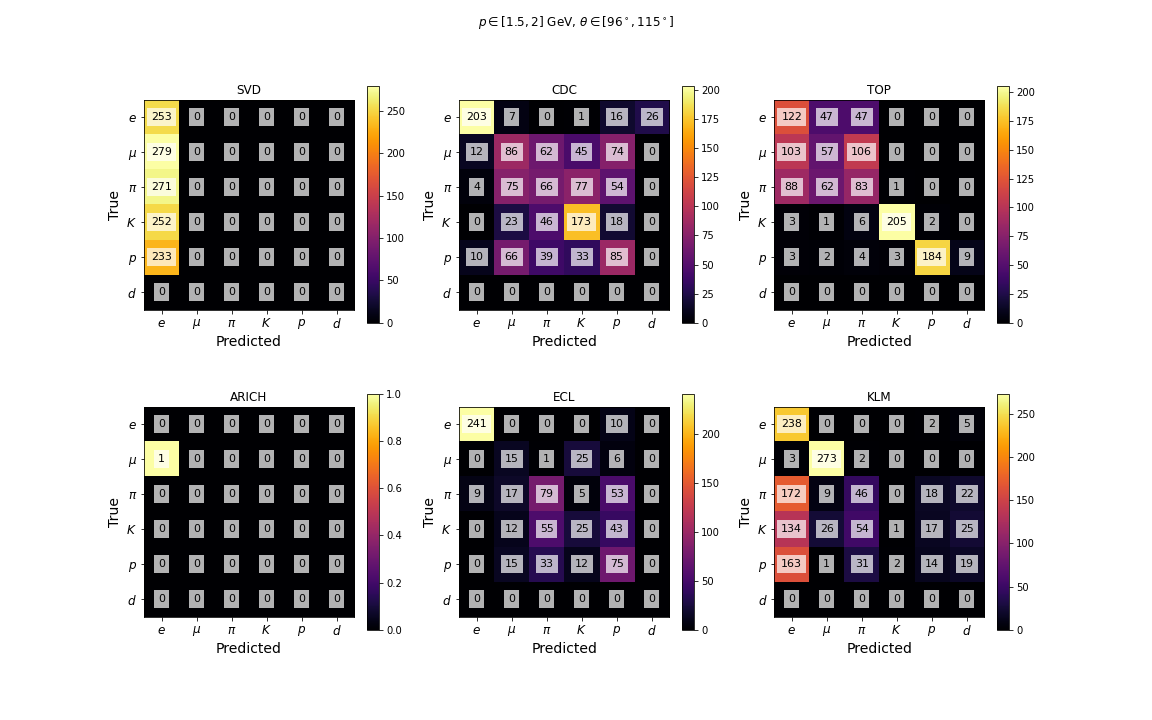 p ∈ [1.5, 2] GeV, θ ∈ [96°, 115°]
SVD
True
e 253 0 0 0 0 0
μ 279 0 0 0 0 0
π 271 0 0 0 0 0
K 252 0 0 0 0 0
p 233 0 0 0 0 0
d 0 0 0 0 0 0
e μ π K p d
Predicted
250
200
150
100
50
0
CDC
True
e 203 7 0 1 16 26
μ 12 86 62 45 74 0
π 4 75 66 77 54 0
K 0 23 46 173 18 0
p 10 66 39 33 85 0
d 0 0 0 0 0 0
e μ π K p d
Predicted
200
175
150
125
100
75
50
25
0
TOP
True
e 122 47 47 0 0 0
μ 103 57 106 0 0 0
π 88 62 83 1 0 0
K 3 1 6 205 2 0
p 3 2 4 3 184 9
d 0 0 0 0 0 0
e μ π K p d
Predicted
200
175
150
125
100
75
50
25
0
ARICH
True
e 0 0 0 0 0 0
μ 1 0 0 0 0 0
π 0 0 0 0 0 0
K 0 0 0 0 0 0
p 0 0 0 0 0 0
d 0 0 0 0 0 0
e μ π K p d
Predicted
1.0
0.8
0.6
0.4
0.2
0.0
ECL
True
e 241 0 0 0 10 0
μ 0 15 1 25 6 0
π 9 17 79 5 53 0
K 0 12 55 25 43 0
p 0 15 33 12 75 0
d 0 0 0 0 0 0
e μ π K p d
Predicted
200
150
100
50
0
KLM
True
e 238 0 0 0 2 5
μ 3 273 2 0 0 0
π 172 9 46 0 18 22
K 134 26 54 1 17 25
p 163 1 31 2 14 19
d 0 0 0 0 0 0
e μ π K p d
Predicted
250
200
150
100
50
0